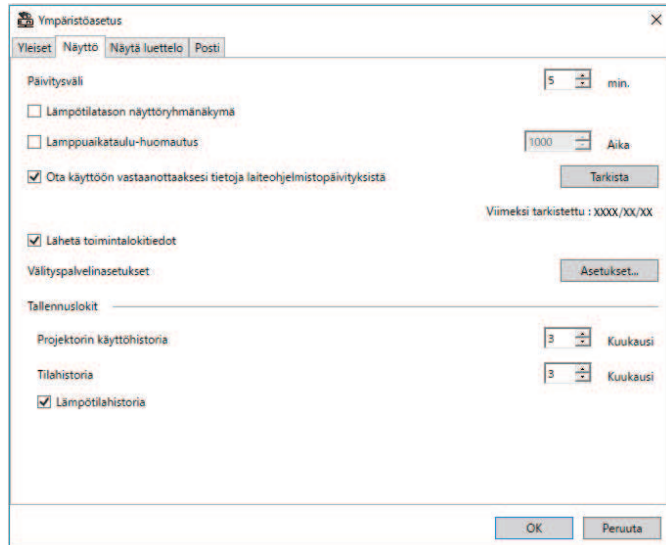 Ympäristöasetus
Yleiset Näyttö Näytä luettelo Posti
Päivitysväli 5 min.
Lämpötilatason näyttöryhmänäkymä
Lamppuaikataulu-huomautus 1000 Aika
Ota käyttöön vastaanottaaksesi tietoja laiteohjelmistopäivityksistä Tarkista
Viimeksi tarkistettu : XXXX/XX/XX
Lähetä toimintalokitiedot
Välityspalvelinasetukset Asetukset...
Tallennuslokit
Projektorin käyttöhistoria 3 Kuukausi
Tilahistoria 3 Kuukausi
Lämpötilahistoria
OK Peruuta